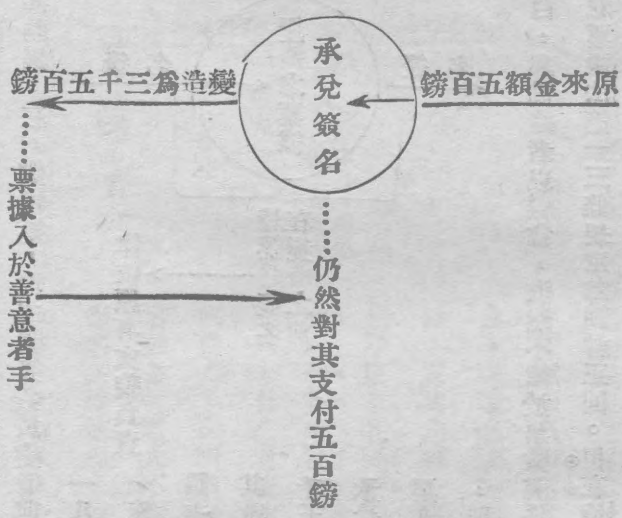 原來金額五百鎊
承兌簽名
變造爲三千五百鎊
……票據入於善意者手
……仍然對其支付五百鎊